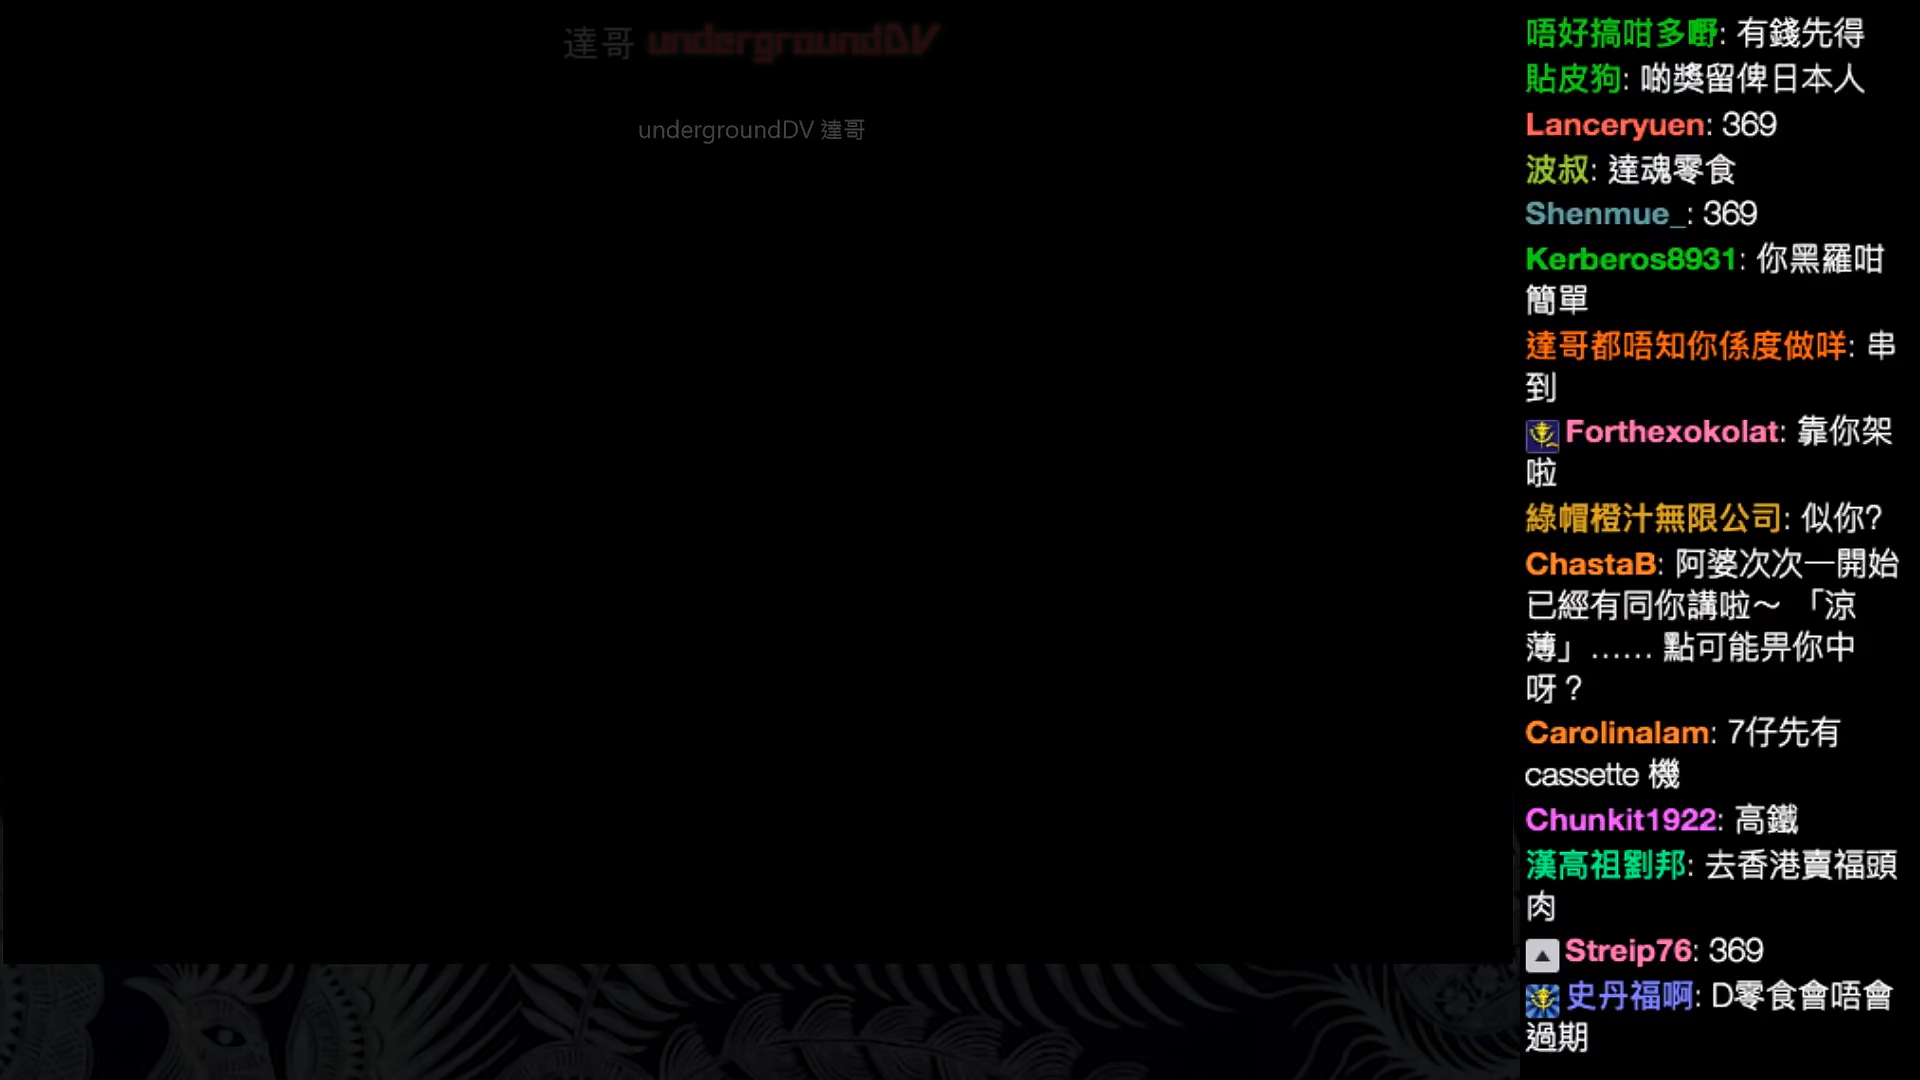 達哥 undergroundDV
undergroundDV 達哥
唔好搞咁多嘢: 有錢先得
貼皮狗: 啲獎留俾日本人
Lanceryuen: 369
波叔: 達魂零食
Shenmue_: 369
Kerberos8931: 你黑羅咁
簡單
達哥都唔知你係度做咩: 串
到
Forthexokolat: 靠你架
啦
綠帽橙汁無限公司: 似你?
ChastaB: 阿婆次次一開始
已經有同你講啦～「涼
薄」…… 點可能畀你中
呀？
Carolinalam: 7仔先有
cassette 機
Chunkit1922: 高鐵
漢高祖劉邦: 去香港賣福頭
肉
Streip76: 369
史丹福啊: D零食會唔會
過期